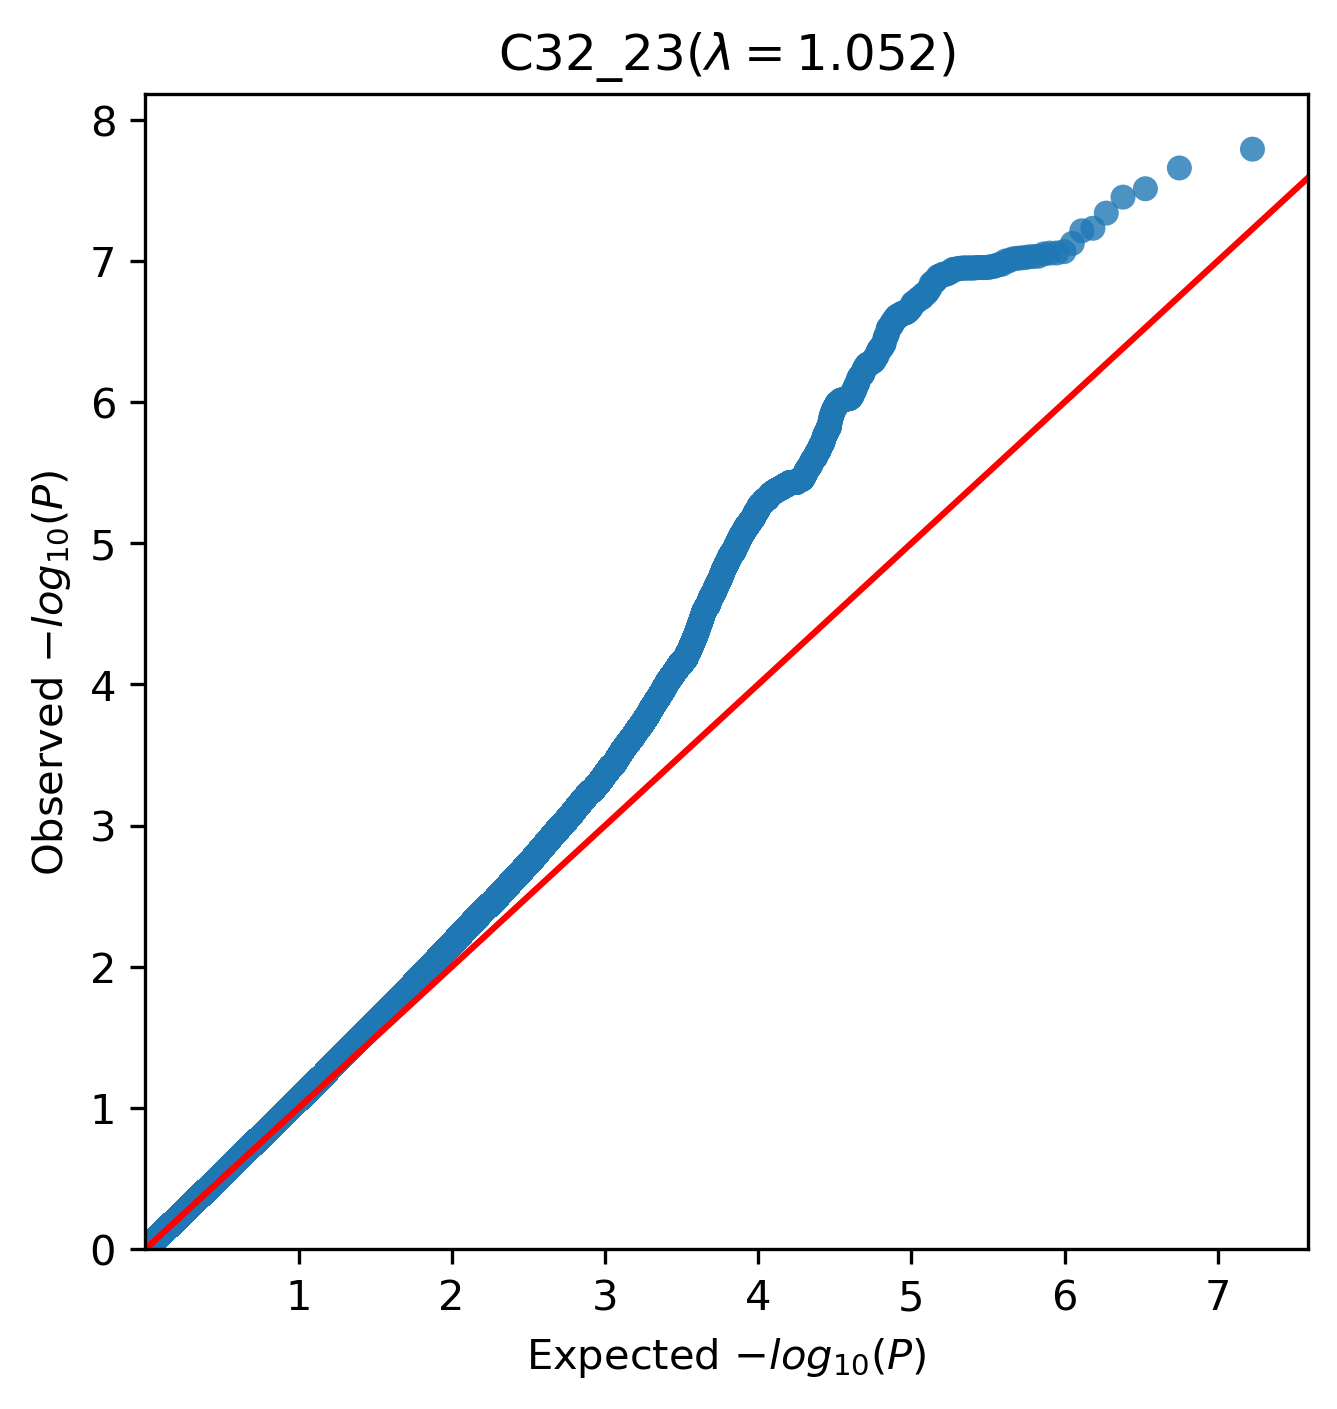 C32_23(λ = 1.052)
Observed −log₁₀(P)
8
7
6
5
4
3
2
1
0
1 2 3 4 5 6 7
Expected −log₁₀(P)